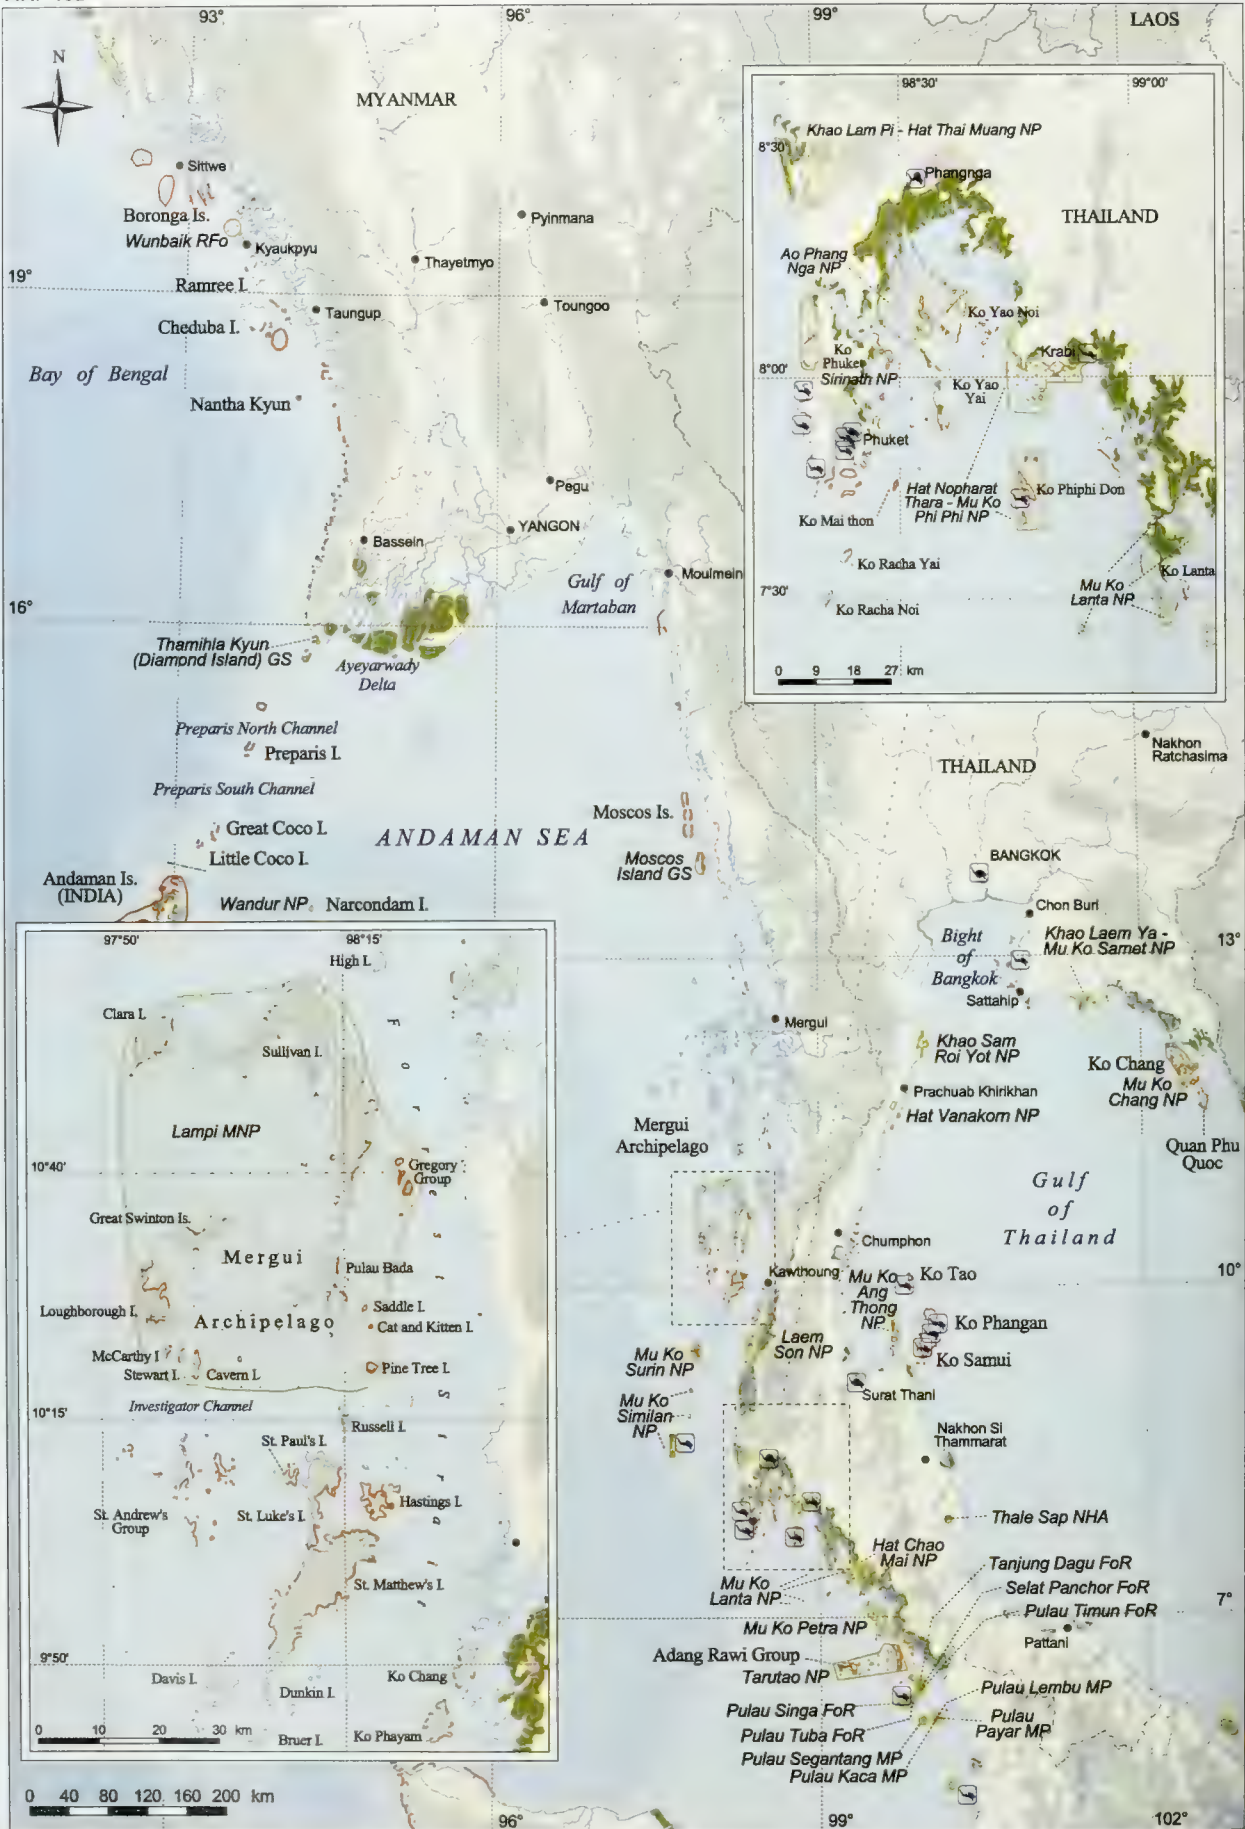 93°
96°
99°
LAOS
N
MYANMAR
Sittwe
Boronga Is.
Wunbaik RFo
Kyaukpyu
Pyinmana
Thayetmyo
19°
Ramree I.
Taungup
Toungoo
Cheduba I.
Bay of Bengal
Nantha Kyun
Pegu
YANGON
Bassein
Gulf of
Martaban
Moulmein
16°
Thamihla Kyun
(Diamond Island) GS
Ayeyarwady
Delta
Preparis North Channel
Preparis I.
Preparis South Channel
Great Coco I.
Little Coco I.
ANDAMAN SEA
Moscos Is.
Moscos
Island GS
Andaman Is.
(INDIA)
Wandur NP
Narcondam I.
98°30'
99°00'
Khao Lam Pi - Hat Thai Muang NP
8°30'
Phangnga
THAILAND
Ao Phang
Nga NP
Ko Yao Noi
Ko
Phuket
Krabi
8°00'
Sirinath NP
Ko Yao
Yai
Phuket
Hat Nopharat
Thara - Mu Ko
Phi Phi NP
Ko Phiphi Don
Ko Mai thon
Ko Racha Yai
Ko Lanta
Mu Ko
Lanta NP
7°30'
Ko Racha Noi
0 9 18 27 km
Nakhon
Ratchasima
THAILAND
BANGKOK
Chon Buri
Khao Laem Ya -
Mu Ko Samet NP
13°
Bight
of
Bangkok
Sattahip
Mergui
Khao Sam
Roi Yot NP
Ko Chang
Mu Ko
Chang NP
Prachuab Khirikhan
Hat Vanakorn NP
Mergui
Archipelago
Quan Phu
Quoc
Gulf
of
Thailand
Chumphon
Kawthoung
10°
Mu Ko
Ang
Thong
NP
Ko Tao
Ko Phangan
Laem
Son NP
Ko Samui
Mu Ko
Surin NP
Surat Thani
Mu Ko
Similan
NP
Nakhon Si
Thammarat
Thale Sap NHA
Hat Chao
Mai NP
Tanjung Dagu FoR
Mu Ko
Lanta NP
Selat Panchor FoR
Pulau Timun FoR
7°
Mu Ko Petra NP
Pattani
Adang Rawi Group
Tarutao NP
Pulau Lembu MP
Pulau Singa FoR
Pulau
Payar MP
Pulau Tuba FoR
Pulau Segantang MP
Pulau Kaca MP
97°50'
98°15'
High I.
Clara I.
Sullivan I.
F o r e s t
Lampi MNP
10°40'
Gregory
Group
Great Swinton Is.
Mergui
Pulau Bada
Loughborough I.
Archipelago
Saddle I.
Cat and Kitten I.
McCarthy I
Stewart I.
Cavern I.
Pine Tree I.
Investigator Channel
10°15'
Russell I.
St. Paul's I.
Hastings I.
St. Andrew's
Group
St. Luke's I.
St. Matthew's I.
9°50'
Davis I.
Dunkin I.
Ko Chang
0 10 20 30 km
Bruer I.
Ko Phayam
0 40 80 120 160 200 km
96°
99°
102°